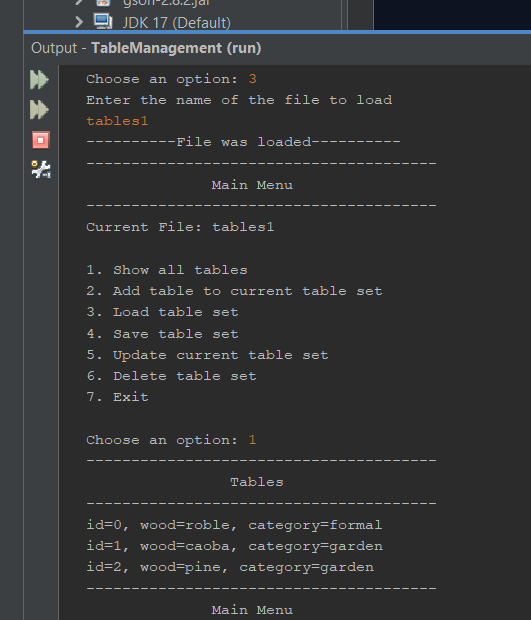 gson-2.8.2.jar
JDK 17 (Default)
Output - TableManagement (run)
Choose an option: 3
Enter the name of the file to load
tables1
----------File was loaded----------
---------------------------------------
Main Menu
---------------------------------------
Current File: tables1
1. Show all tables
2. Add table to current table set
3. Load table set
4. Save table set
5. Update current table set
6. Delete table set
7. Exit
Choose an option: 1
---------------------------------------
Tables
---------------------------------------
id=0, wood=roble, category=formal
id=1, wood=caoba, category=garden
id=2, wood=pine, category=garden
---------------------------------------
Main Menu